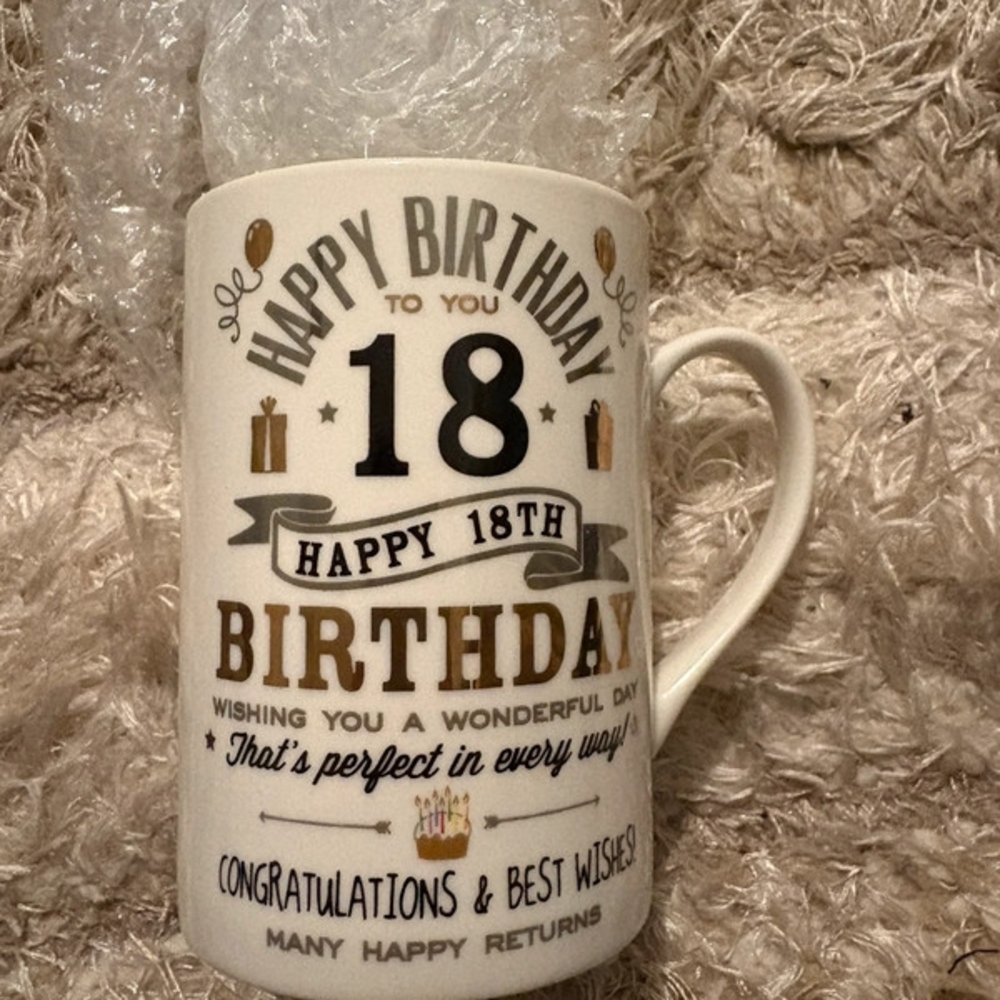 HAPPY BIRTHDAY
TO YOU
18
HAPPY 18TH
BIRTHDAY
WISHING YOU A WONDERFUL DAY
That's perfect in every way!
CONGRATULATIONS & BEST WISHES!
MANY HAPPY RETURNS